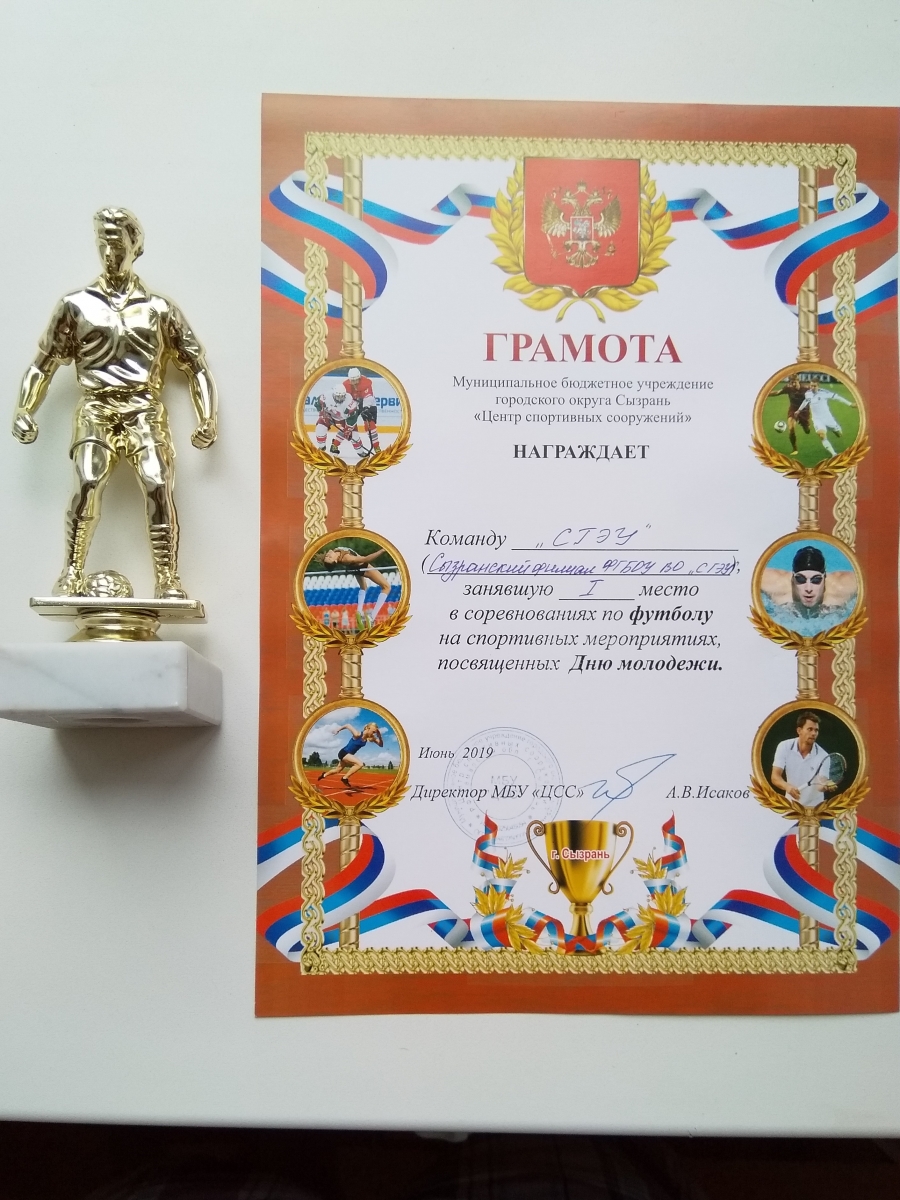 ГРАМОТА
Муниципальное бюджетное учреждение
городского округа Сызрань
«Центр спортивных сооружений»
НАГРАЖДАЕТ
Команду „СГЭУ"
(Сызранский филиал ФГБОУ ВО „СГЭУ"),
занявшую I место
в соревнованиях по футболу
на спортивных мероприятиях,
посвященных Дню молодежи.
Июнь 2019
МБУ
Директор МБУ «ЦСС» А.В.Исаков
г. Сызрань